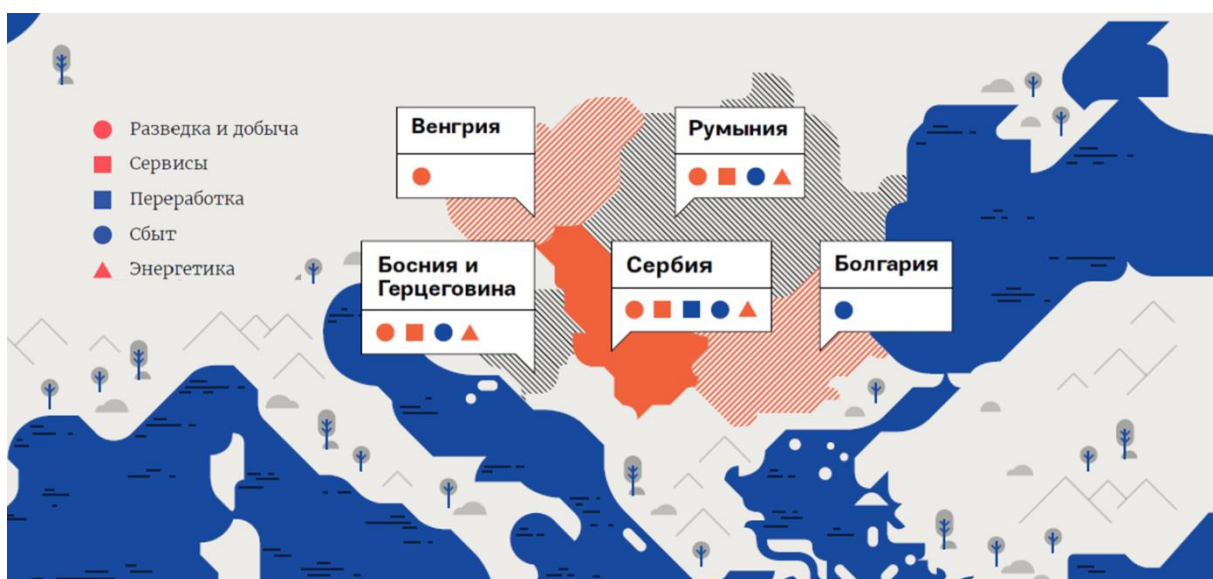 Разведка и добыча
Сервисы
Переработка
Сбыт
Энергетика
Венгрия
Румыния
Босния и
Герцеговина
Сербия
Болгария